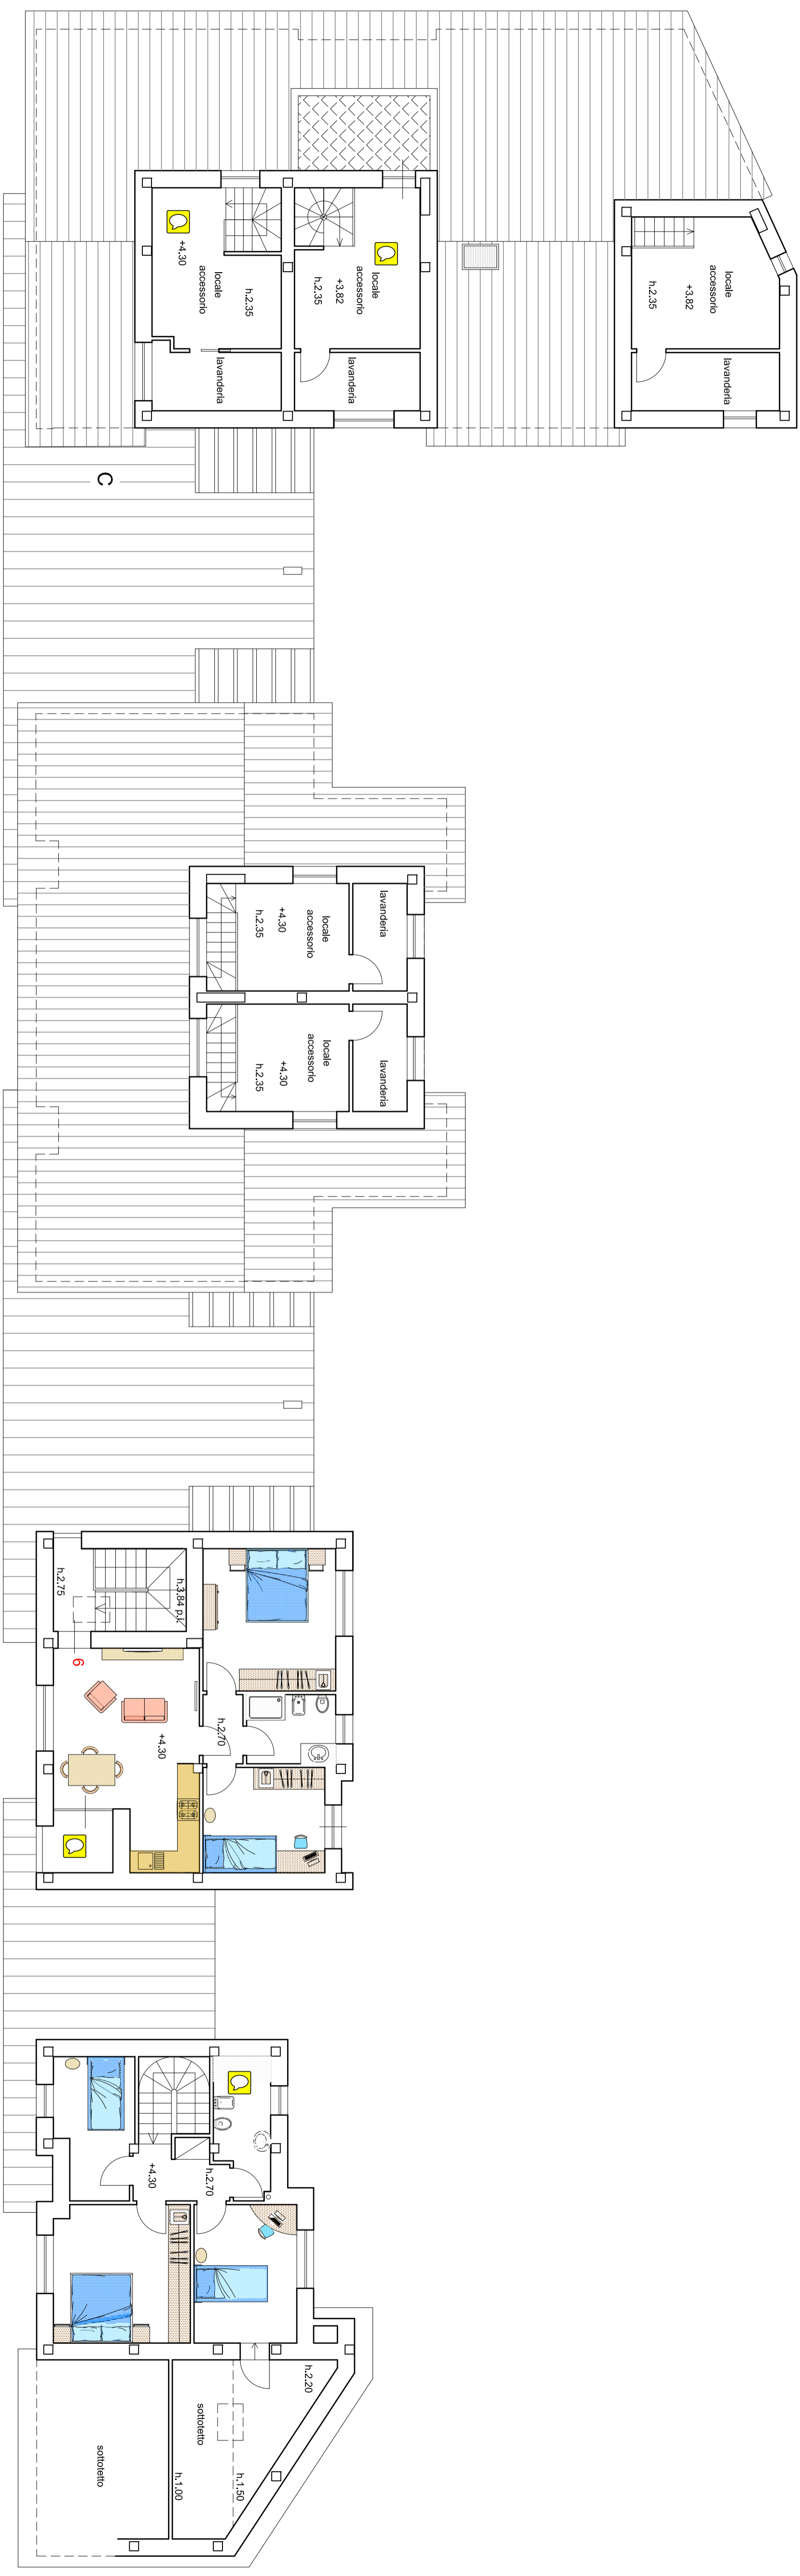 locale
accessorio
+3.82
h.2.35
lavanderia
locale
accessorio
+3.82
h.2.35
lavanderia
h.2.35
locale
accessorio
+4.30
lavanderia
C
lavanderia
locale
accessorio
+4.30
h.2.35
lavanderia
locale
accessorio
+4.30
h.2.35
h.3.84 p.i.
h.2.75
6
h.2.70
+4.30
h.2.70
+4.30
h.2.20
sottotetto
h.1.50
h.1.00
sottotetto